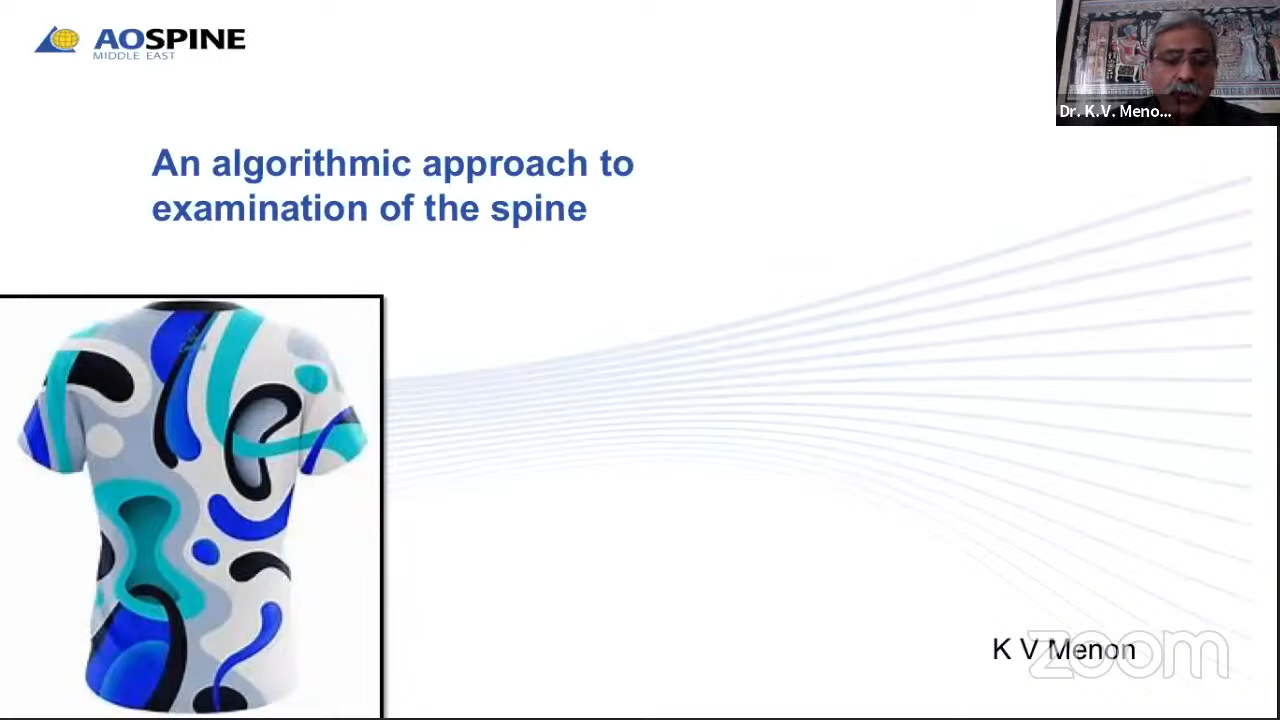 AOSPINE
MIDDLE EAST
Dr. K.V. Meno...
An algorithmic approach to
examination of the spine
K V Menon
zoom